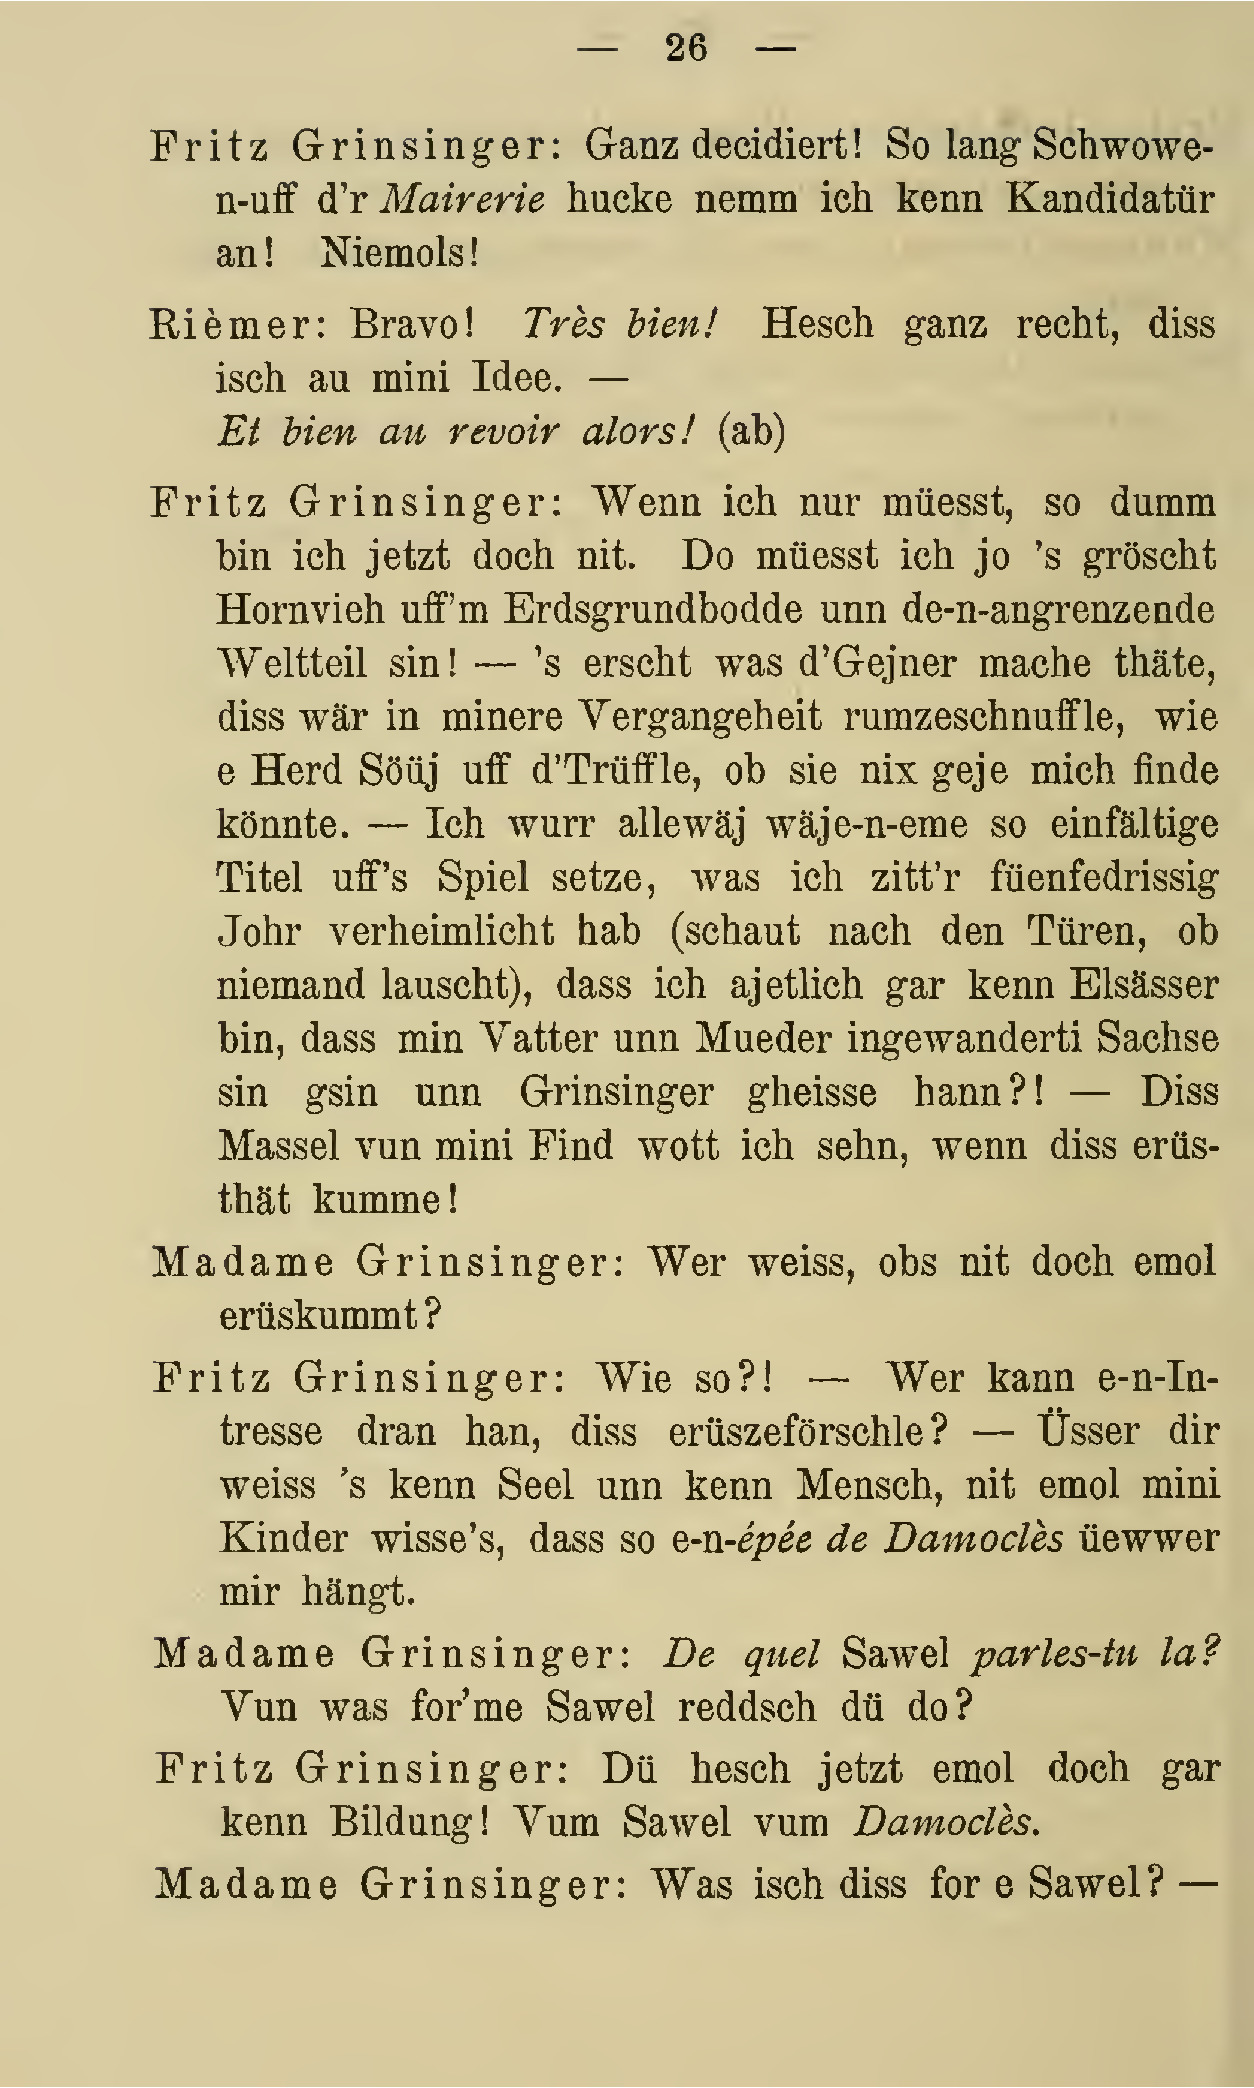 — 26 —
Fritz Grinsinger: Ganz decidiert! So lang Schwowe-
n-uff d'r Mairerie hucke nemm ich kenn Kandidatür
an! Niemols!
Rièmer: Bravo! Très bien! Hesch ganz recht, diss
isch au mini Idee. —
Et bien au revoir alors! (ab)
Fritz Grinsinger: Wenn ich nur müesst, so dumm
bin ich jetzt doch nit. Do müesst ich jo 's gröscht
Hornvieh uff'm Erdsgrundbodde unn de-n-angrenzende
Weltteil sin! — 's erscht was d'Gejner mache thäte,
diss wär in minere Vergangeheit rumzeschnuffle, wie
e Herd Söüj uff d'Trüffle, ob sie nix geje mich finde
könnte. — Ich wurr allewäj wäje-n-eme so einfältige
Titel uff's Spiel setze, was ich zitt'r füenfedrissig
Johr verheimlicht hab (schaut nach den Türen, ob
niemand lauscht), dass ich ajetlich gar kenn Elsässer
bin, dass min Vatter unn Mueder ingewanderti Sachse
sin gsin unn Grinsinger gheisse hann?! — Diss
Massel vun mini Find wott ich sehn, wenn diss erüs-
thät kumme!
Madame Grinsinger: Wer weiss, obs nit doch emol
erüskummt?
Fritz Grinsinger: Wie so?! — Wer kann e-n-In-
tresse dran han, diss erüszeförschle? — Üsser dir
weiss 's kenn Seel unn kenn Mensch, nit emol mini
Kinder wisse's, dass so e-n-épée de Damoclès üewwer
mir hängt.
Madame Grinsinger: De quel Sawel parles-tu la?
Vun was for'me Sawel reddsch dü do?
Fritz Grinsinger: Dü hesch jetzt emol doch gar
kenn Bildung! Vum Sawel vum Damoclès.
Madame Grinsinger: Was isch diss for e Sawel? —